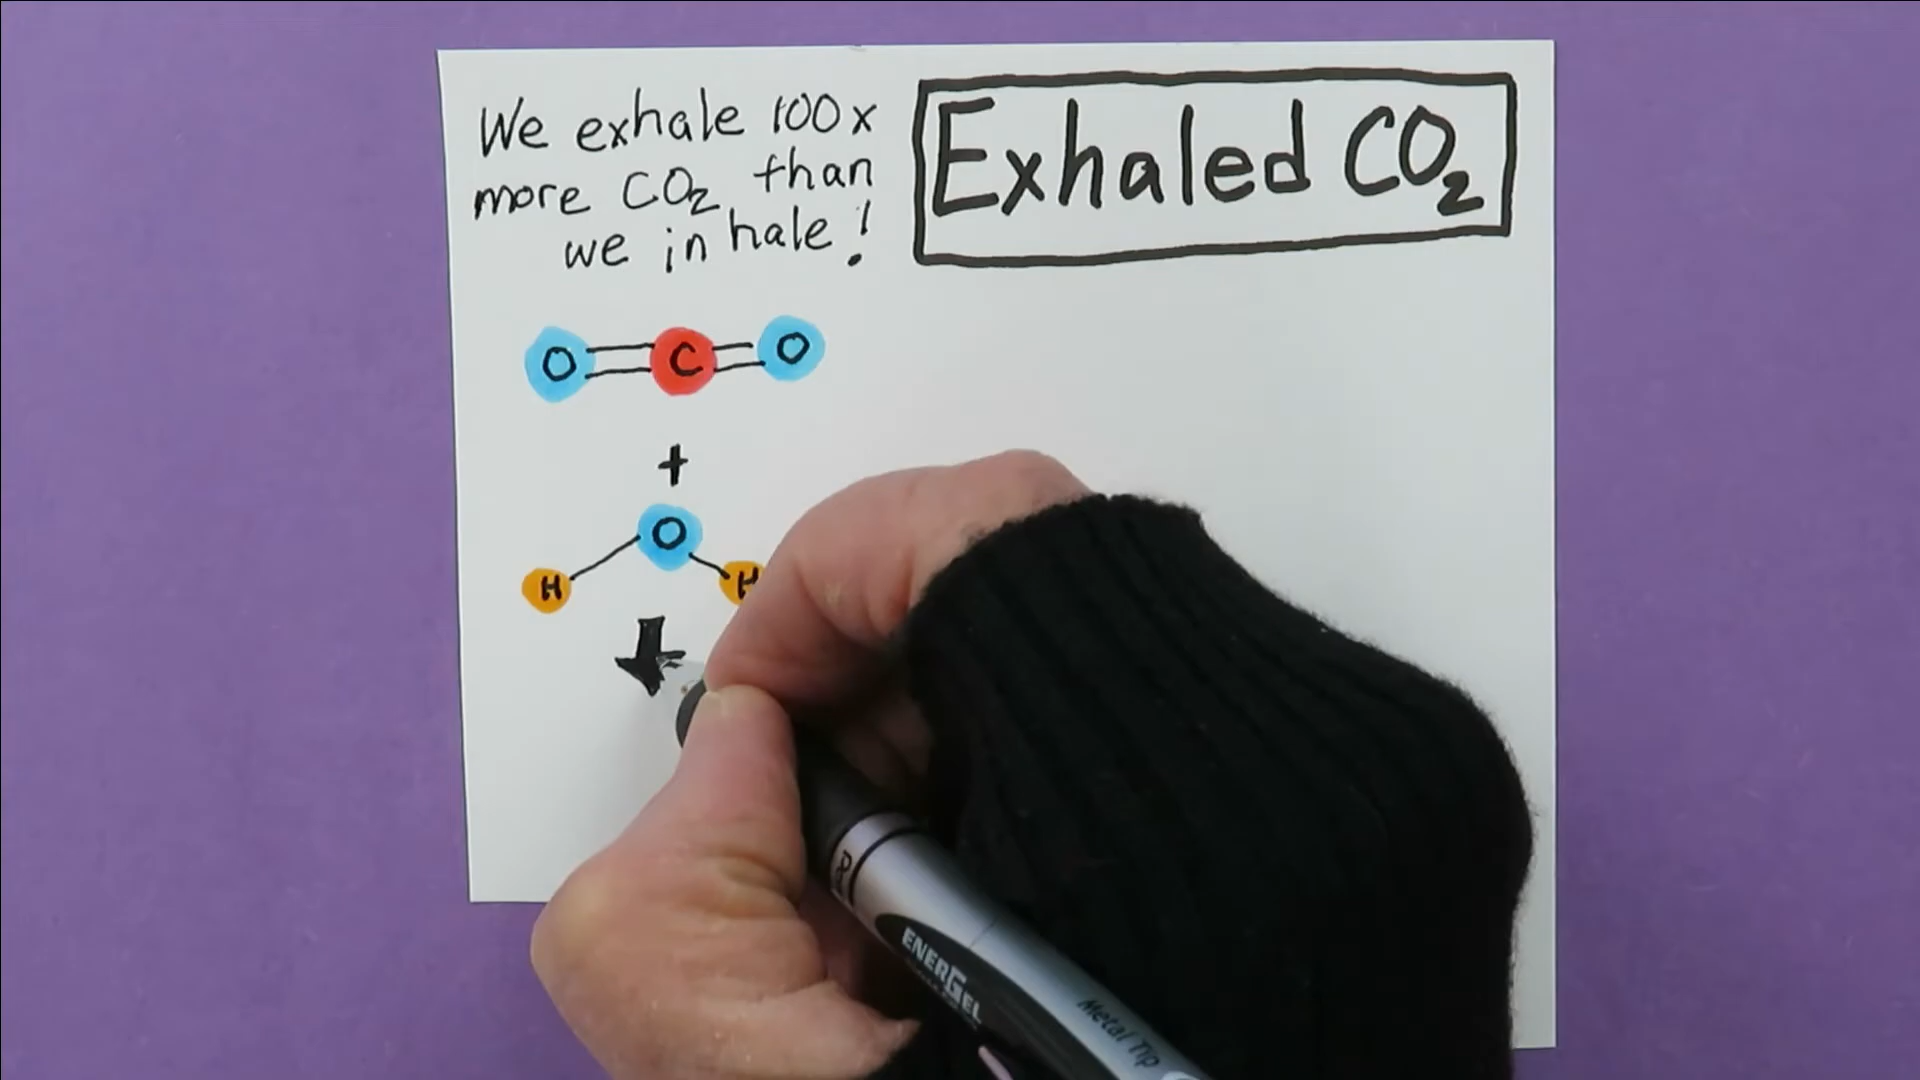 We exhale 100x
more CO₂ than
we inhale!
Exhaled CO₂
O C O
+
O
H H
ENERGEL
Metal Tip